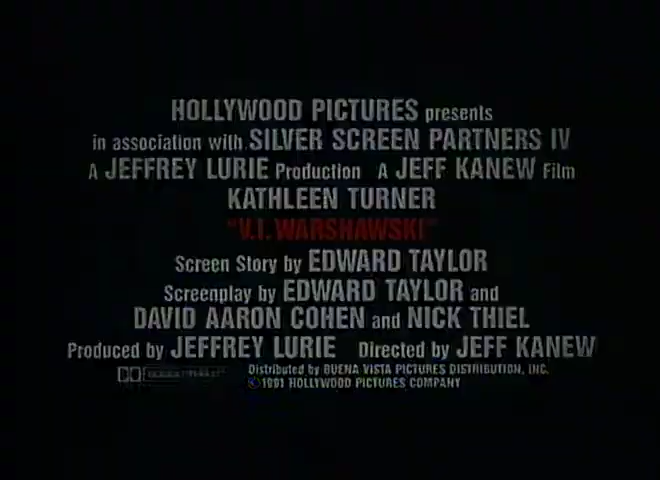 HOLLYWOOD PICTURES presents
in association with SILVER SCREEN PARTNERS IV
A JEFFREY LURIE Production A JEFF KANEW Film
KATHLEEN TURNER
"V.I. WARSHAWSKI"
Screen Story by EDWARD TAYLOR
Screenplay by EDWARD TAYLOR and
DAVID AARON COHEN and NICK THIEL
Produced by JEFFREY LURIE Directed by JEFF KANEW
Distributed by BUENA VISTA PICTURES DISTRIBUTION, INC.
©1991 HOLLYWOOD PICTURES COMPANY